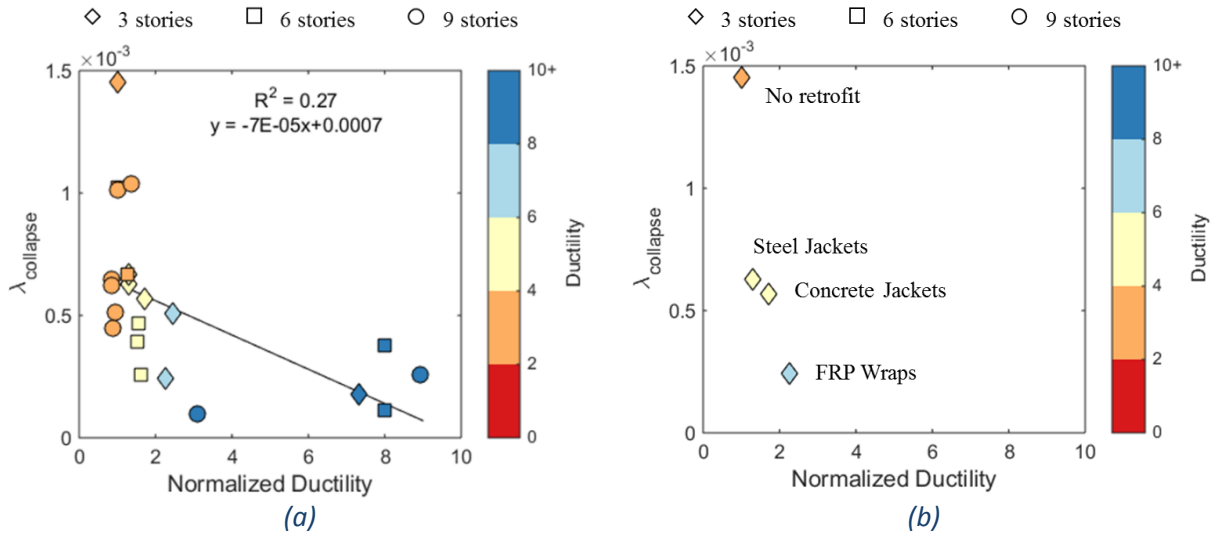 3 stories 6 stories 9 stories
×10⁻³
1.5
1
0.5
0
R² = 0.27
y = -7E-05x+0.0007
λcollapse
0 2 4 6 8 10
Normalized Ductility
10+
8
6
4
2
0
Ductility
(a)
3 stories 6 stories 9 stories
×10⁻³
1.5
1
0.5
0
No retrofit
Steel Jackets
Concrete Jackets
FRP Wraps
λcollapse
0 2 4 6 8 10
Normalized Ductility
10+
8
6
4
2
0
Ductility
(b)